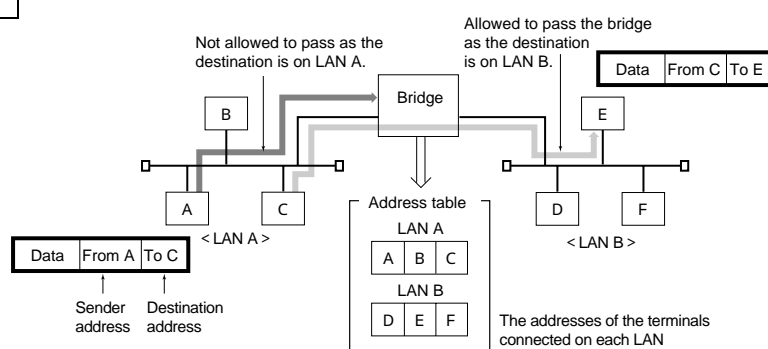 Not allowed to pass as the
destination is on LAN A.
Allowed to pass the bridge
as the destination
is on LAN B.
Data From C To E
Bridge
B
E
A
C
D
F
< LAN A >
< LAN B >
Address table
LAN A
A B C
LAN B
D E F
Data From A To C
Sender
address
Destination
address
The addresses of the terminals
connected on each LAN